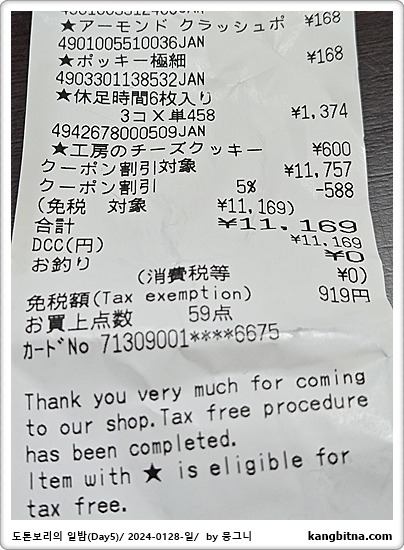 ★アーモンド クラッシュポ ¥168
4901005510036JAN
★ポッキー極細 ¥168
4903301138532JAN
★休足時間6枚入り
3コ×単458 ¥1,374
4942678000509JAN
★工房のチーズクッキー ¥600
クーポン割引対象 ¥11,757
クーポン割引 5% -588
(免税 対象 ¥11,169)
合計 ¥11,169
DCC(円) ¥11,169
お釣り ¥0
(消費税等 ¥0)
免税額(Tax exemption) 919円
お買上点数 59点
カードNo 71309001****6675
Thank you very much for coming
to our shop.Tax free procedure
has been completed.
Item with ★ is eligible for
tax free.
도톤보리의 일밤(Day5)/ 2024-0128-일/ by 몽그니
kangbitna.com